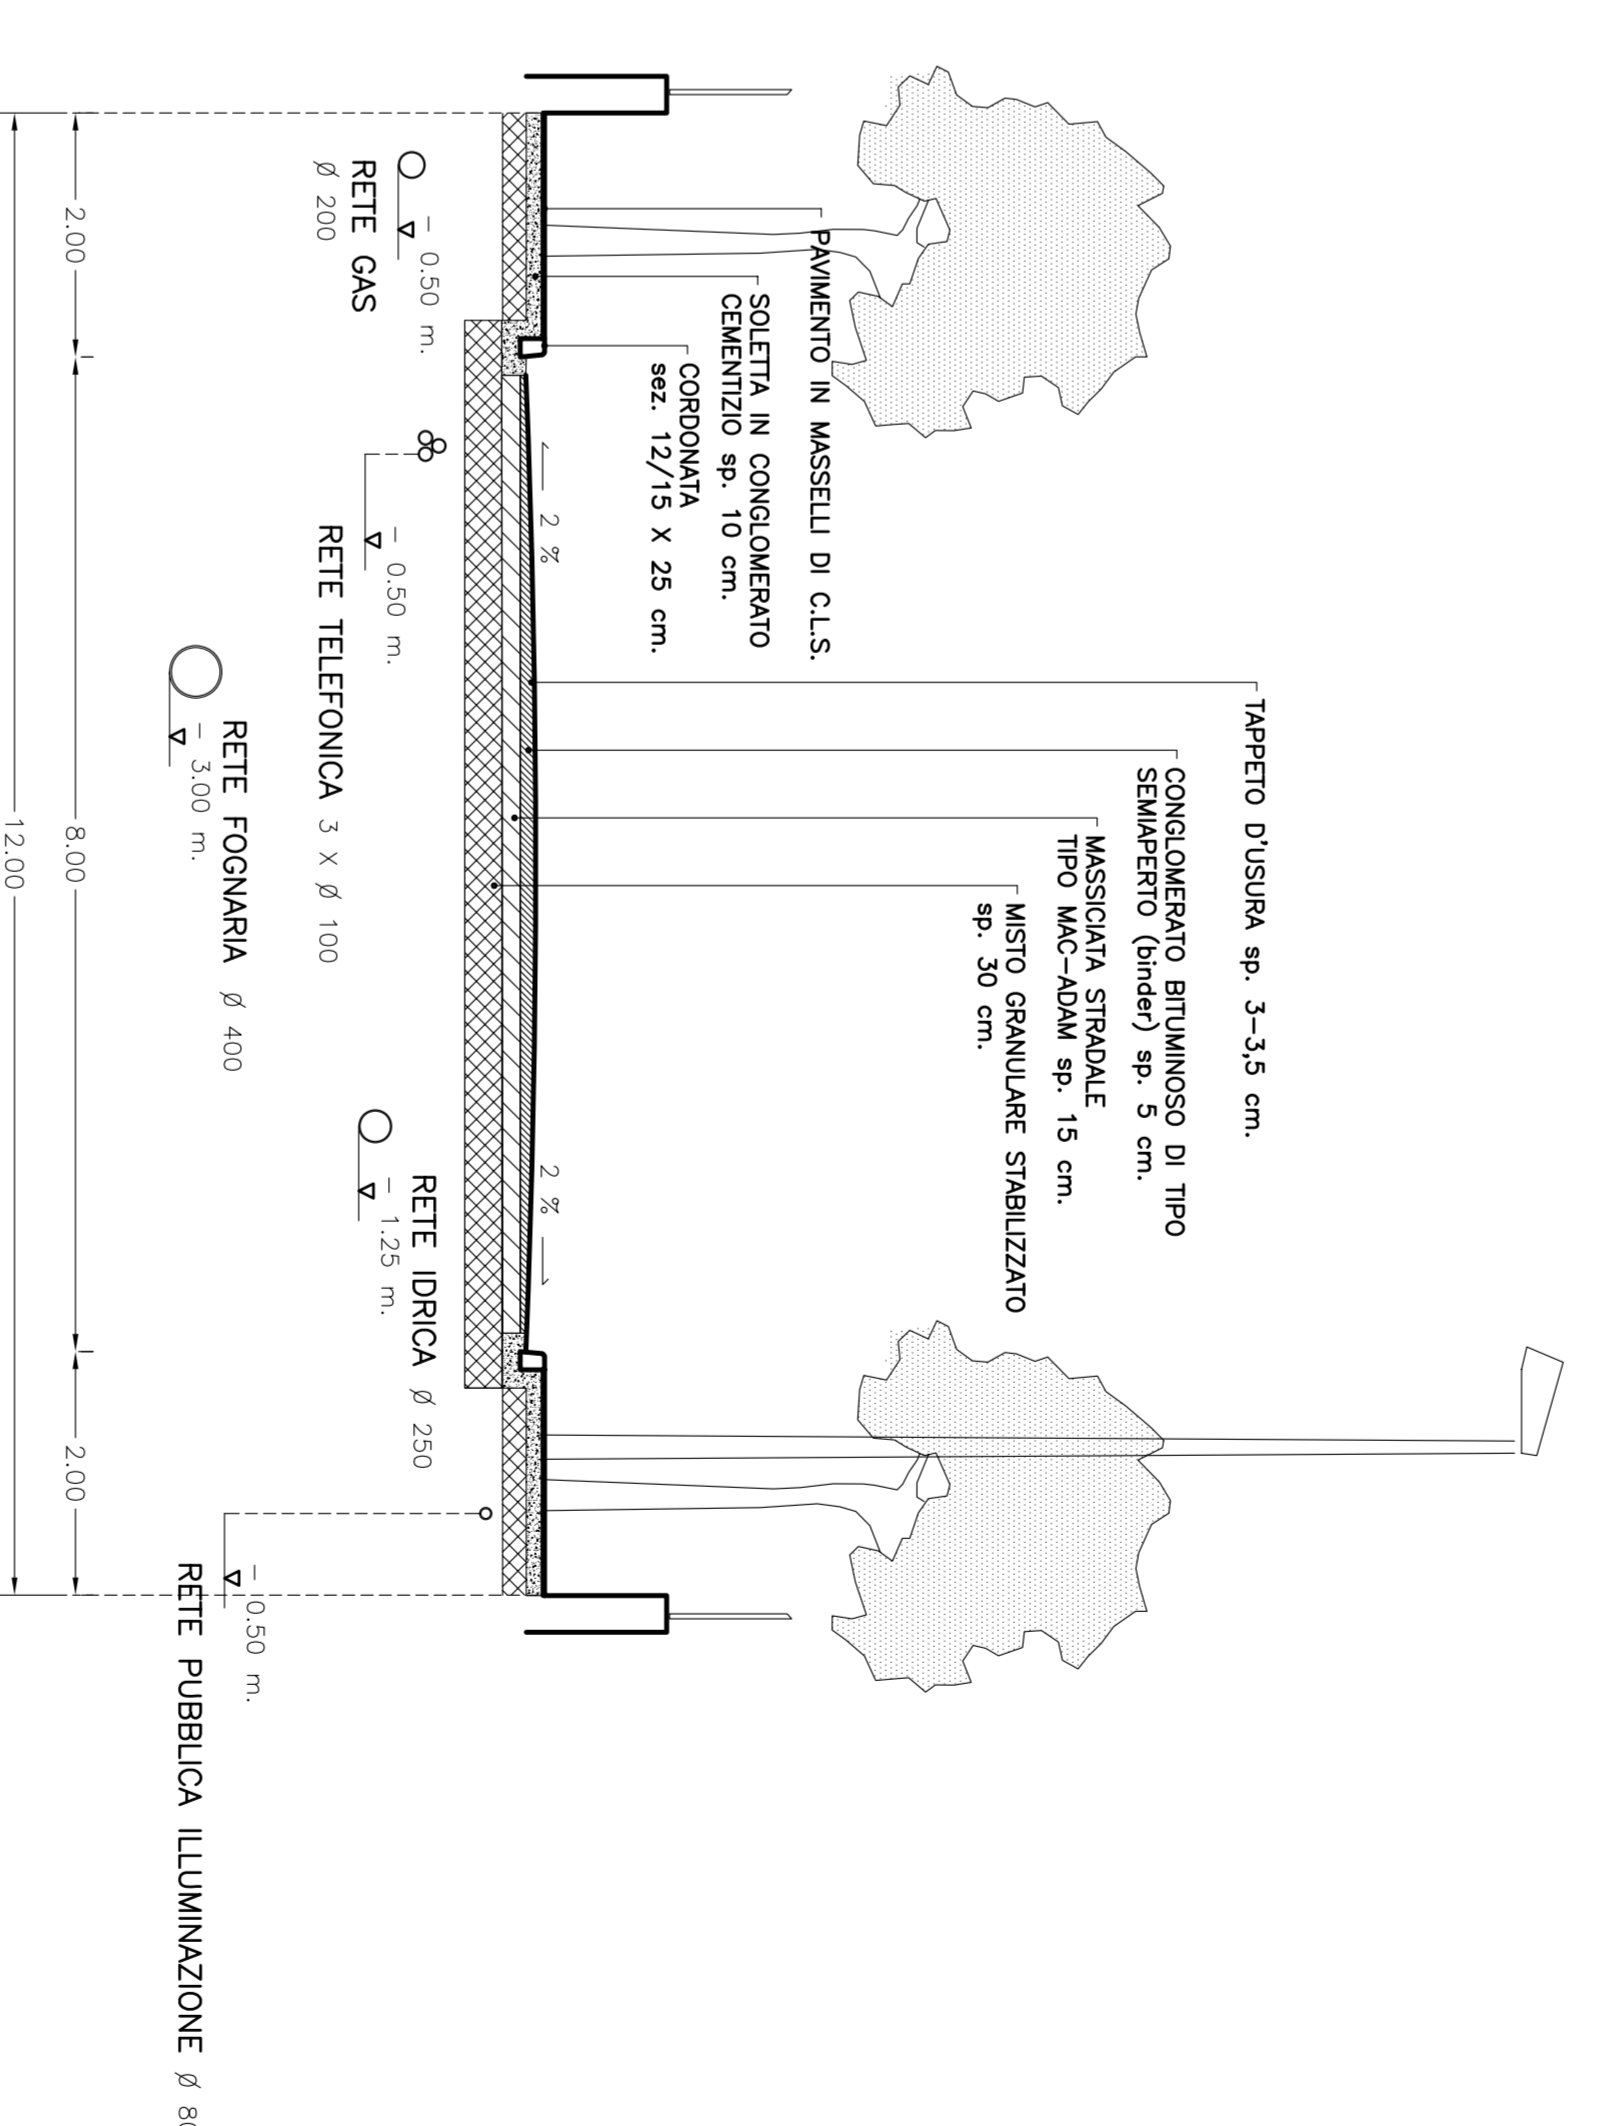 TAPPETO D'USURA sp. 3-3,5 cm.
CONGLOMERATO BITUMINOSO DI TIPO
SEMIAPERTO (binder) sp. 5 cm.
MASSICIATA STRADALE
TIPO MAC-ADAM sp. 15 cm.
MISTO GRANULARE STABILIZZATO
sp. 30 cm.
PAVIMENTO IN MASSELLI DI C.L.S.
SOLETTA IN CONGLOMERATO
CEMENTIZIO sp. 10 cm.
CORDONATA
sez. 12/15 X 25 cm.
2 %
2 %
- 0.50 m.
RETE GAS
Ø 200
- 0.50 m.
RETE TELEFONICA 3 X Ø 100
RETE FOGNARIA Ø 400
- 3.00 m.
RETE IDRICA Ø 250
- 1.25 m.
- 0.50 m.
RETE PUBBLICA ILLUMINAZIONE Ø
2.00
8.00
2.00
12.00